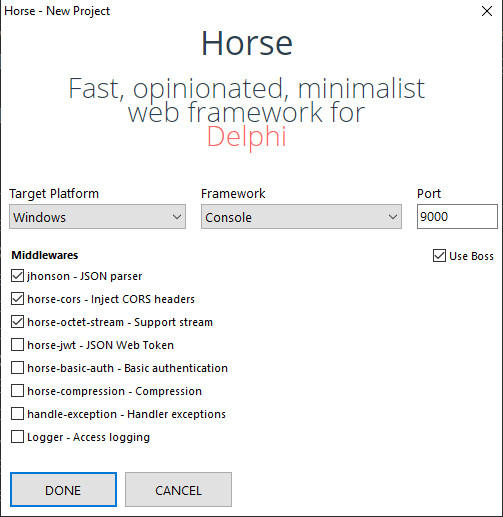 Horse - New Project
Horse
Fast, opinionated, minimalist
web framework for
Delphi
Target Platform
Framework
Port
Windows
Console
9000
Middlewares
Use Boss
jhonson - JSON parser
horse-cors - Inject CORS headers
horse-octet-stream - Support stream
horse-jwt - JSON Web Token
horse-basic-auth - Basic authentication
horse-compression - Compression
handle-exception - Handler exceptions
Logger - Access logging
DONE
CANCEL